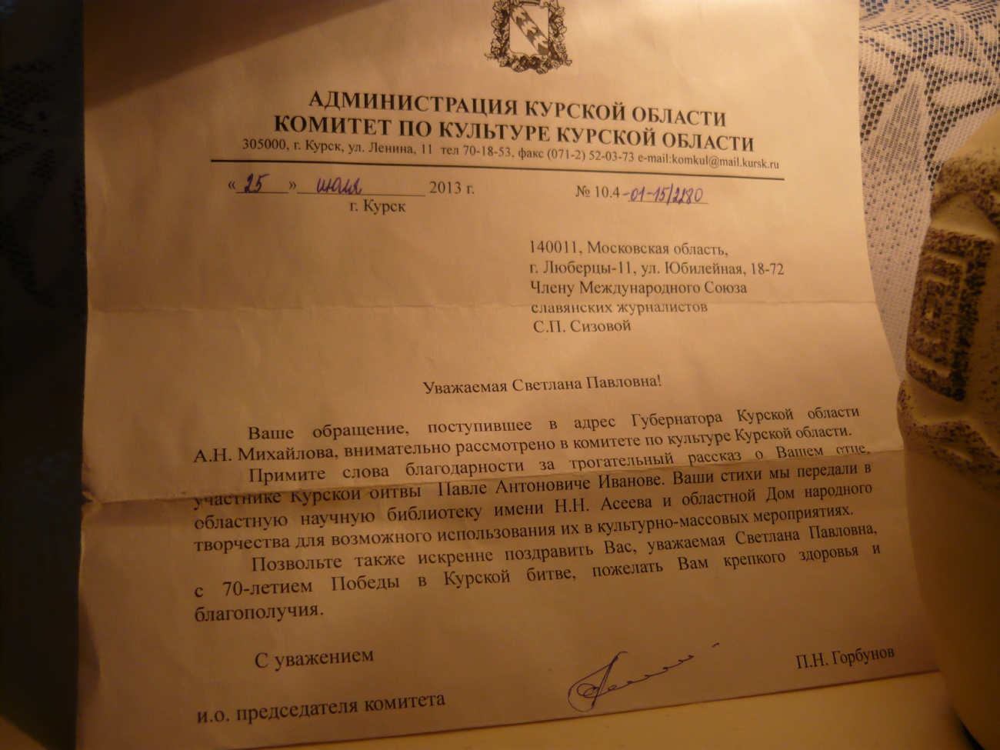 АДМИНИСТРАЦИЯ КУРСКОЙ ОБЛАСТИ
КОМИТЕТ ПО КУЛЬТУРЕ КУРСКОЙ ОБЛАСТИ
305000, г. Курск, ул. Ленина, 11 тел 70-18-53, факс (071-2) 52-03-73 e-mail:komkul@mail.kursk.ru
« 25 » июля 2013 г. № 10.4-01-15/2280
г. Курск
140011, Московская область,
г. Люберцы-11, ул. Юбилейная, 18-72
Члену Международного Союза
славянских журналистов
С.П. Сизовой
Уважаемая Светлана Павловна!
Ваше обращение, поступившее в адрес Губернатора Курской области
А.Н. Михайлова, внимательно рассмотрено в комитете по культуре Курской области.
Примите слова благодарности за трогательный рассказ о Вашем отце,
участнике Курской битвы Павле Антоновиче Иванове. Ваши стихи мы передали в
областную научную библиотеку имени Н.Н. Асеева и областной Дом народного
творчества для возможного использования их в культурно-массовых мероприятиях.
Позвольте также искренне поздравить Вас, уважаемая Светлана Павловна,
с 70-летием Победы в Курской битве, пожелать Вам крепкого здоровья и
благополучия.
С уважением
и.о. председателя комитета П.Н. Горбунов